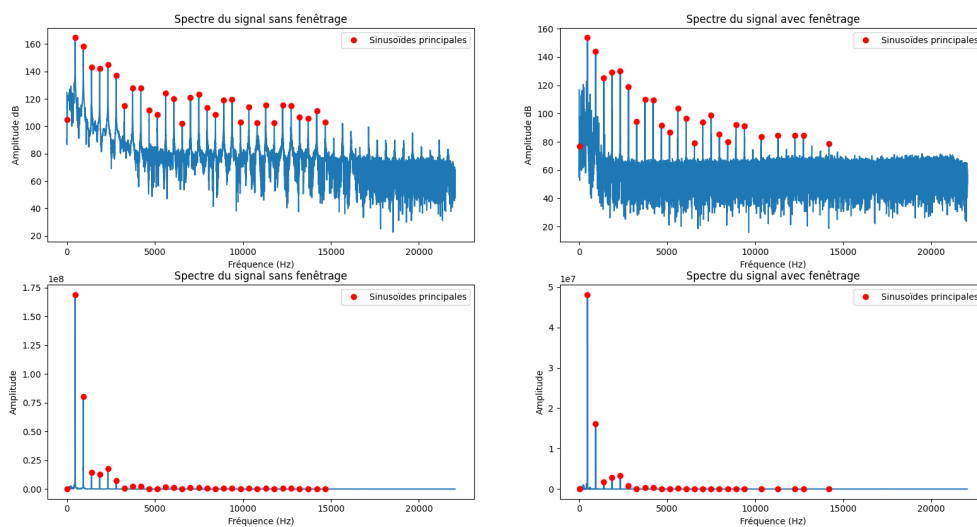 Spectre du signal sans fenêtrage
Sinusoïdes principales
160
140
120
100
80
60
40
20
Amplitude dB
0
5000
10000
15000
20000
Fréquence (Hz)
Spectre du signal avec fenêtrage
Sinusoïdes principales
160
140
120
100
80
60
40
20
Amplitude dB
0
5000
10000
15000
20000
Fréquence (Hz)
Spectre du signal sans fenêtrage
1e8
Sinusoïdes principales
1.75
1.50
1.25
1.00
0.75
0.50
0.25
0.00
Amplitude
0
5000
10000
15000
20000
Fréquence (Hz)
Spectre du signal avec fenêtrage
1e7
Sinusoïdes principales
5
4
3
2
1
0
Amplitude
0
5000
10000
15000
20000
Fréquence (Hz)